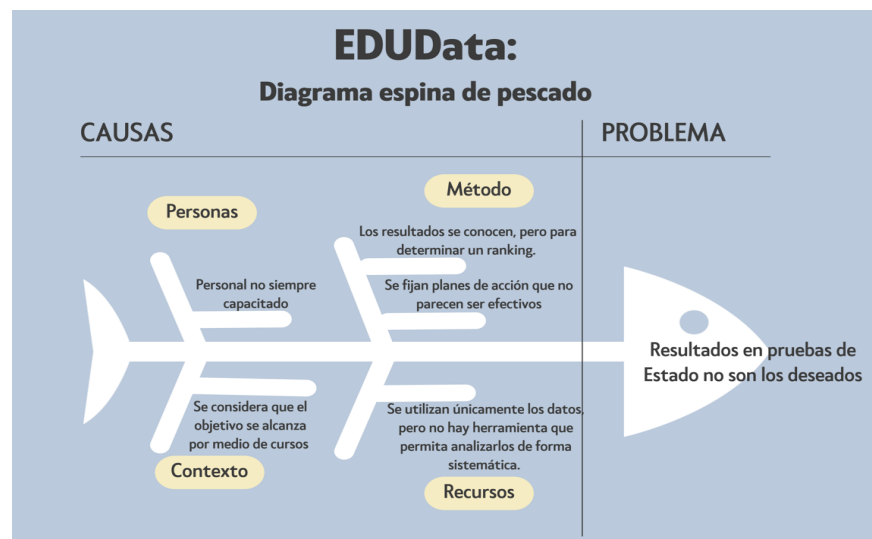 EDUData:
Diagrama espina de pescado
CAUSAS
PROBLEMA
Personas
Personal no siempre
capacitado
Método
Los resultados se conocen, pero para
determinar un ranking.
Se fijan planes de acción que no
parecen ser efectivos
Resultados en pruebas de
Estado no son los deseados
Se considera que el
objetivo se alcanza
por medio de cursos
Contexto
Se utilizan únicamente los datos,
pero no hay herramienta que
permita analizarlos de forma
sistemática.
Recursos